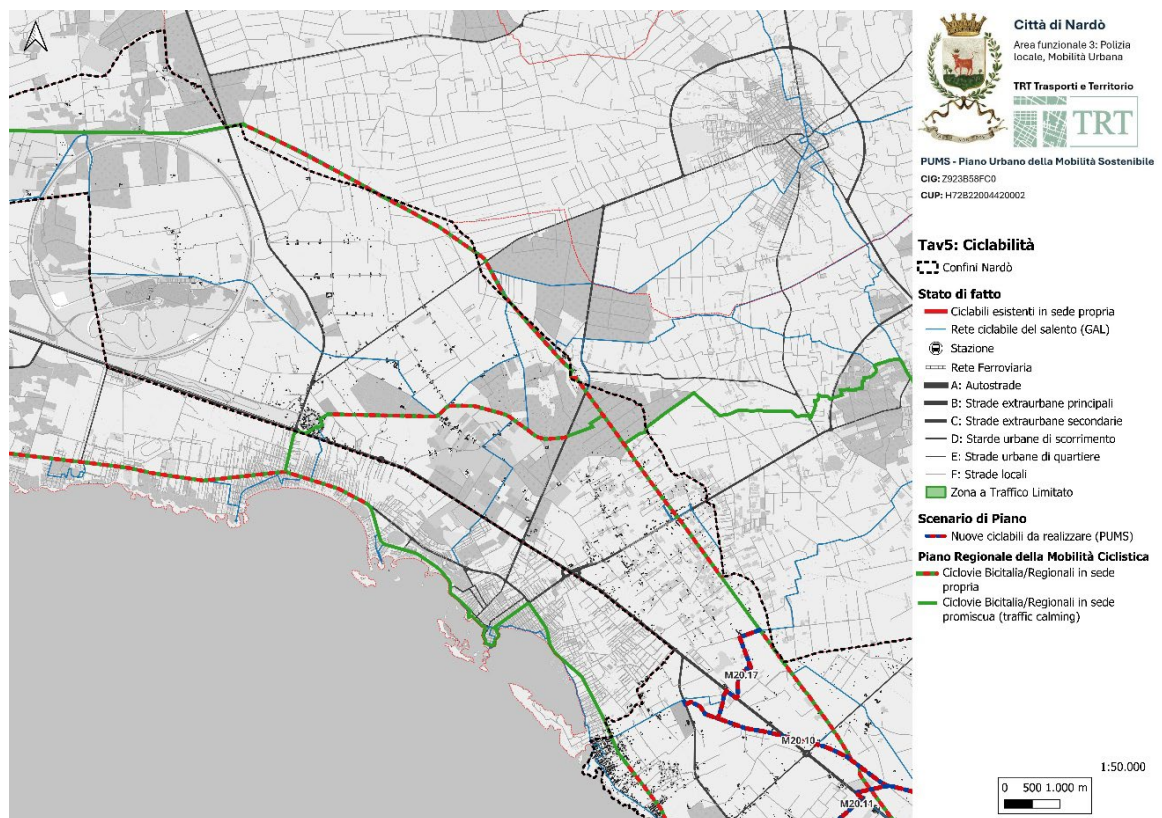 Città di Nardò
Area funzionale 3: Polizia
locale, Mobilità Urbana
TRT Trasporti e Territorio
TRT
PUMS - Piano Urbano della Mobilità Sostenibile
CIG: Z923B58FC0
CUP: H72B22004420002
Tav5: Ciclabilità
Confini Nardò
Stato di fatto
Ciclabili esistenti in sede propria
Rete ciclabile del salento (GAL)
Stazione
Rete Ferroviaria
A: Autostrade
B: Strade extraurbane principali
C: Strade extraurbane secondarie
D: Starde urbane di scorrimento
E: Strade urbane di quartiere
F: Strade locali
Zona a Traffico Limitato
Scenario di Piano
Nuove ciclabili da realizzare (PUMS)
Piano Regionale della Mobilità Ciclistica
Ciclovie Bicitalia/Regionali in sede
propria
Ciclovie Bicitalia/Regionali in sede
promiscua (traffic calming)
M20.17
M20.10
M20.11
1:50.000
0 500 1.000 m